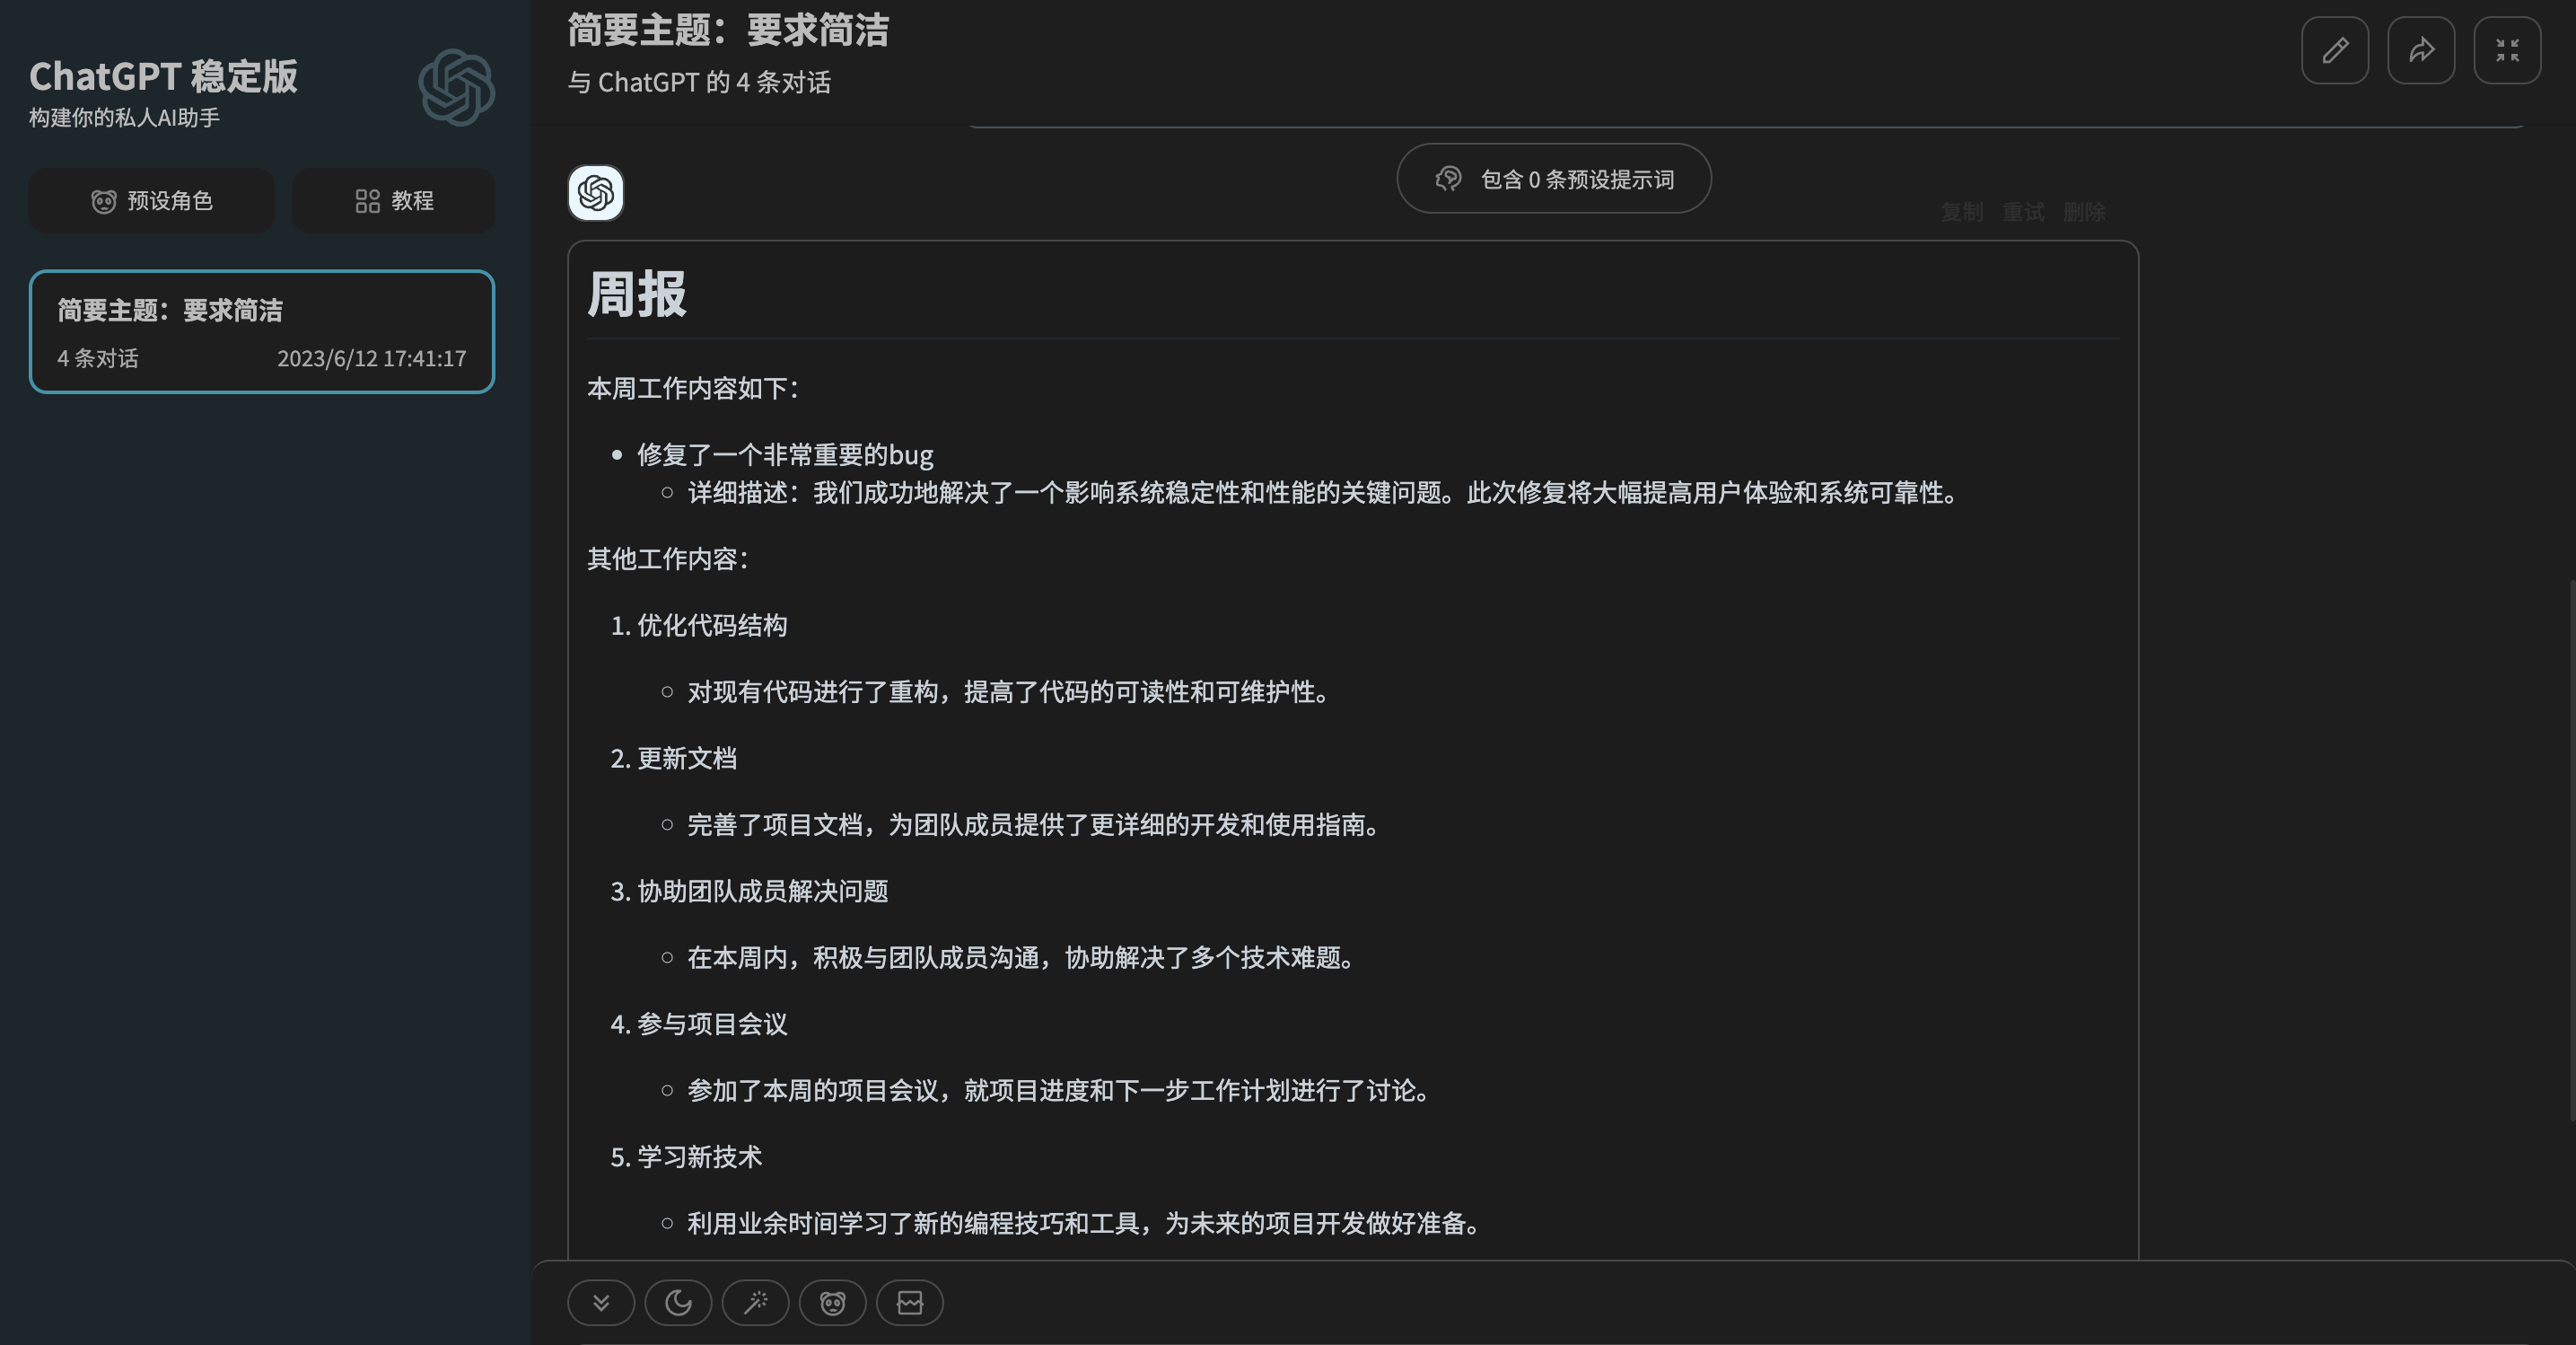 ChatGPT 稳定版
构建你的私人AI助手
预设角色
教程
简要主题：要求简洁
4 条对话
2023/6/12 17:41:17
简要主题：要求简洁
与 ChatGPT 的 4 条对话
包含 0 条预设提示词
复制 重试 删除
周报
本周工作内容如下：
• 修复了一个非常重要的bug
○ 详细描述：我们成功地解决了一个影响系统稳定性和性能的关键问题。此次修复将大幅提高用户体验和系统可靠性。
其他工作内容：
1. 优化代码结构
○ 对现有代码进行了重构，提高了代码的可读性和可维护性。
2. 更新文档
○ 完善了项目文档，为团队成员提供了更详细的开发和使用指南。
3. 协助团队成员解决问题
○ 在本周内，积极与团队成员沟通，协助解决了多个技术难题。
4. 参与项目会议
○ 参加了本周的项目会议，就项目进度和下一步工作计划进行了讨论。
5. 学习新技术
○ 利用业余时间学习了新的编程技巧和工具，为未来的项目开发做好准备。